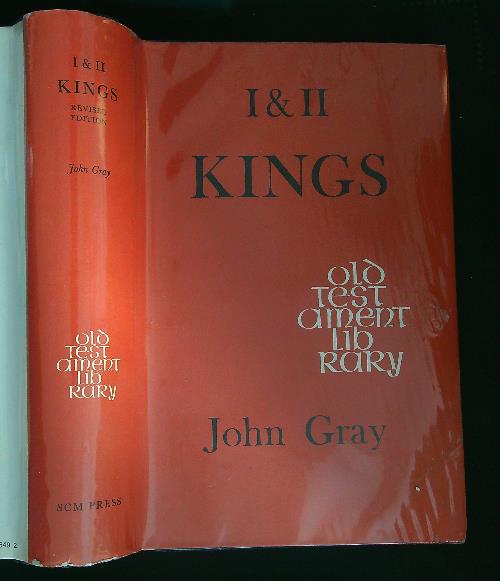 I & II
KINGS
REVISED
EDITION
John Gray
old
test
ament
lib
rary
SCM PRESS
I & II
KINGS
old
test
ament
lib
rary
John Gray